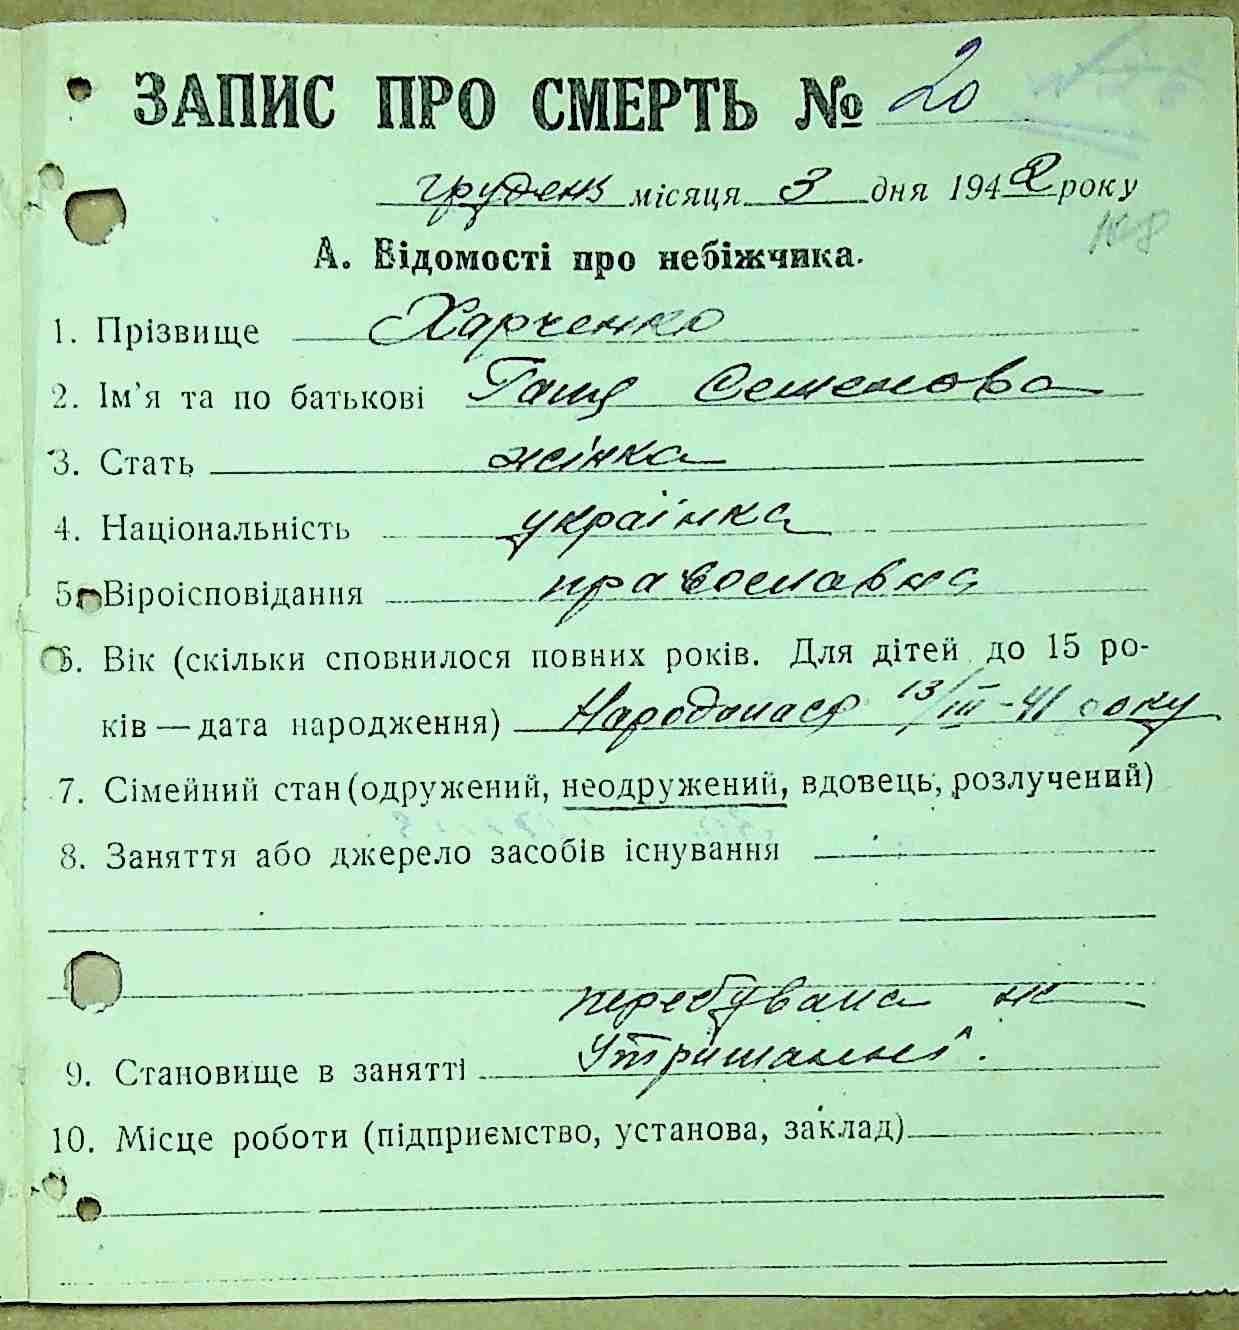 ЗАПИС ПРО СМЕРТЬ № 20
грудень місяця 3 дня 1942 року
А. Відомості про небіжчика.
1. Прізвище Харченко
2. Ім'я та по батькові Ганя Семенова
3. Стать жінка
4. Національність українка
5. Віроісповідання православна
6. Вік (скільки сповнилося повних років. Для дітей до 15 ро-
ків — дата народження) Народилася 13/III-41 року
7. Сімейний стан (одружений, неодружений, вдовець, розлучений)
8. Заняття або джерело засобів існування
перебувала на
9. Становище в занятті Утриманні.
10. Місце роботи (підприємство, установа, заклад)